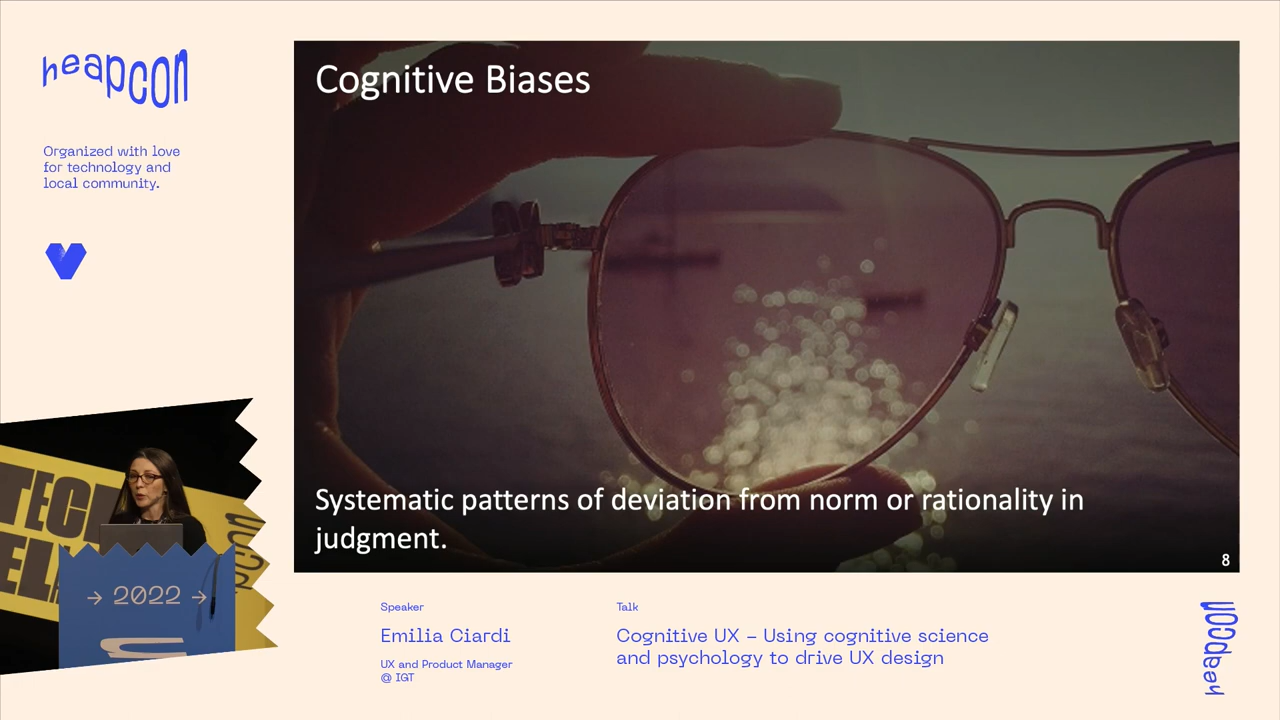 heapcon
Organized with love
for technology and
local community.
Cognitive Biases
Systematic patterns of deviation from norm or rationality in
judgment.
8
→ 2022 →
Speaker
Emilia Ciardi
UX and Product Manager
@ IGT
Talk
Cognitive UX – Using cognitive science
and psychology to drive UX design
heapcon